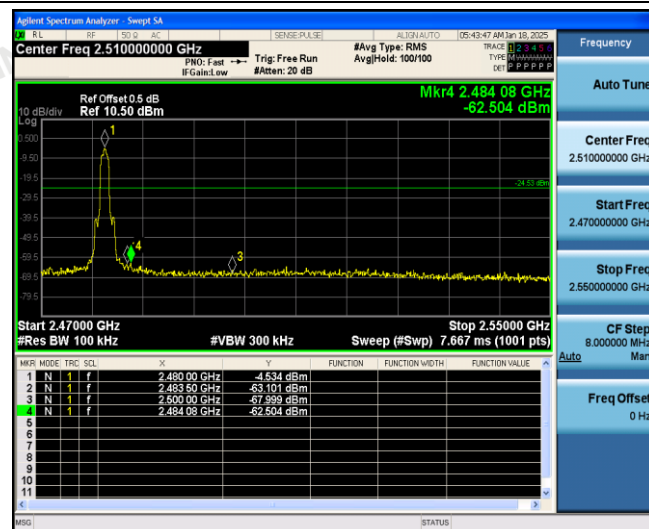 Agilent Spectrum Analyzer - Swept SA
RL RF 50 Ω AC SENSE:PULSE ALIGN AUTO 05:43:47 AM Jan 18, 2025
Center Freq 2.510000000 GHz
PNO: Fast
IFGain:Low
Trig: Free Run
#Atten: 20 dB
#Avg Type: RMS
Avg|Hold: 100/100
TRACE 1 2 3 4 5 6
TYPE M
DET P P P P P P
Mkr4 2.484 08 GHz
-62.504 dBm
Ref Offset 0.5 dB
Ref 10.50 dBm
10 dB/div
Log
0.500
-9.50
-19.5
-29.5
-39.5
-49.5
-59.5
-69.5
-79.5
1
4
3
-24.53 dBm
Start 2.47000 GHz
Stop 2.55000 GHz
#Res BW 100 kHz
#VBW 300 kHz
Sweep (#Swp) 7.667 ms (1001 pts)
MKR MODE TRC SCL X Y FUNCTION FUNCTION WIDTH FUNCTION VALUE
1 N 1 f 2.480 00 GHz -4.534 dBm
2 N 1 f 2.483 50 GHz -63.101 dBm
3 N 1 f 2.500 00 GHz -67.999 dBm
4 N 1 f 2.484 08 GHz -62.504 dBm
5
6
7
8
9
10
11
MSG
STATUS
Frequency
Auto Tune
Center Freq
2.510000000 GHz
Start Freq
2.470000000 GHz
Stop Freq
2.550000000 GHz
CF Step
8.000000 MHz
Auto Man
Freq Offset
0 Hz